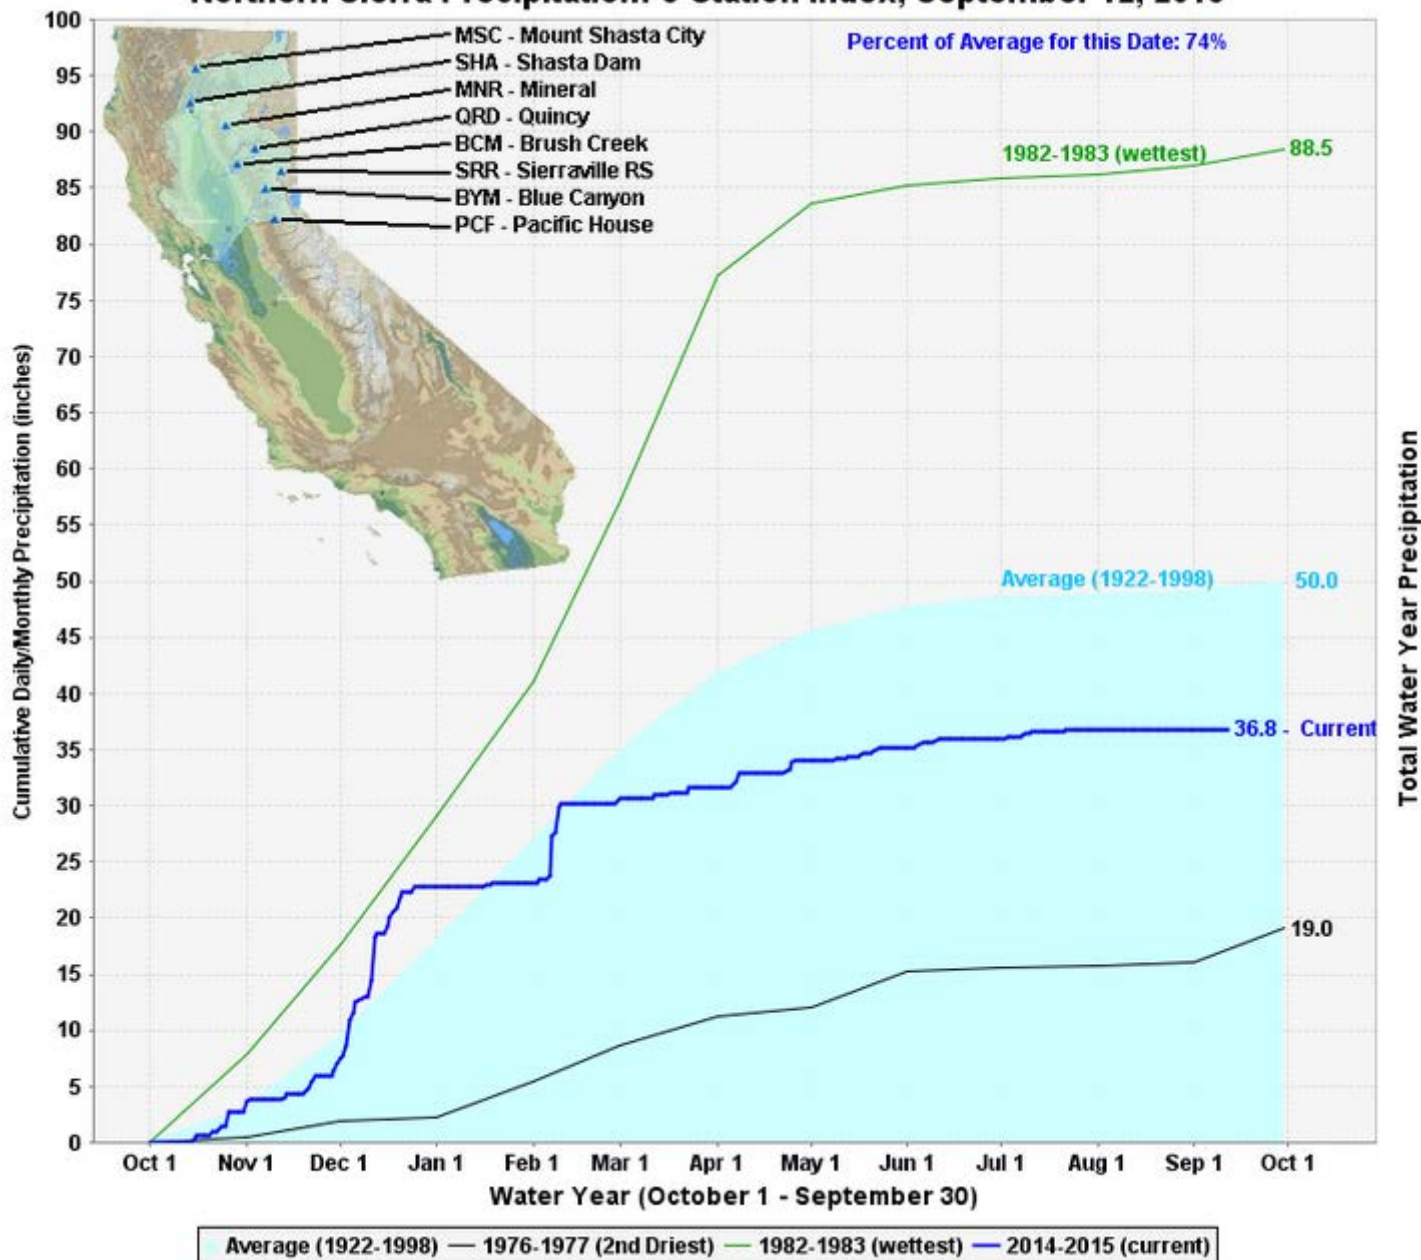 100
95
90
85
80
75
70
65
60
55
50
45
40
35
30
25
20
15
10
5
0
Cumulative Daily/Monthly Precipitation (inches)
MSC - Mount Shasta City
SHA - Shasta Dam
MNR - Mineral
QRD - Quincy
BCM - Brush Creek
SRR - Sierraville RS
BYM - Blue Canyon
PCF - Pacific House
Percent of Average for this Date: 74%
1982-1983 (wettest)
88.5
Average (1922-1998)
50.0
36.8 - Current
19.0
Total Water Year Precipitation
Oct 1 Nov 1 Dec 1 Jan 1 Feb 1 Mar 1 Apr 1 May 1 Jun 1 Jul 1 Aug 1 Sep 1 Oct 1
Water Year (October 1 - September 30)
Average (1922-1998) 1976-1977 (2nd Driest) 1982-1983 (wettest) 2014-2015 (current)